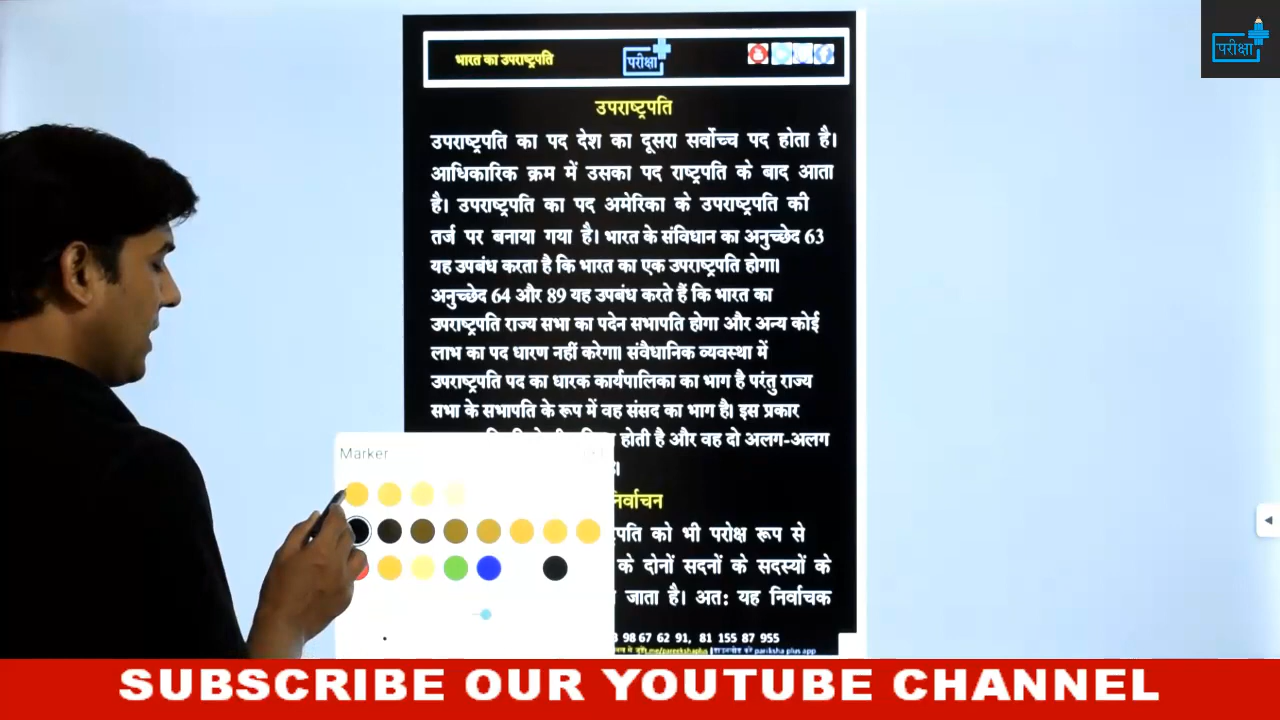 भारत का उपराष्ट्रपति
परीक्षा
परीक्षा
उपराष्ट्रपति
उपराष्ट्रपति का पद देश का दूसरा सर्वोच्च पद होता है।
आधिकारिक क्रम में उसका पद राष्ट्रपति के बाद आता
है। उपराष्ट्रपति का पद अमेरिका के उपराष्ट्रपति की
तर्ज पर बनाया गया है। भारत के संविधान का अनुच्छेद 63
यह उपबंध करता है कि भारत का एक उपराष्ट्रपति होगा।
अनुच्छेद 64 और 89 यह उपबंध करते हैं कि भारत का
उपराष्ट्रपति राज्य सभा का पदेन सभापति होगा और अन्य कोई
लाभ का पद धारण नहीं करेगा। संवैधानिक व्यवस्था में
उपराष्ट्रपति पद का धारक कार्यपालिका का भाग है परंतु राज्य
सभा के सभापति के रूप में वह संसद का भाग है। इस प्रकार
होती है और वह दो अलग-अलग
Marker
निर्वाचन
को भी परोक्ष रूप से
के दोनों सदनों के सदस्यों के
जाता है। अत: यह निर्वाचक
98 67 62 91, 81 155 87 955
t.me/pareekshaplus
pariksha plus app
SUBSCRIBE OUR YOUTUBE CHANNEL